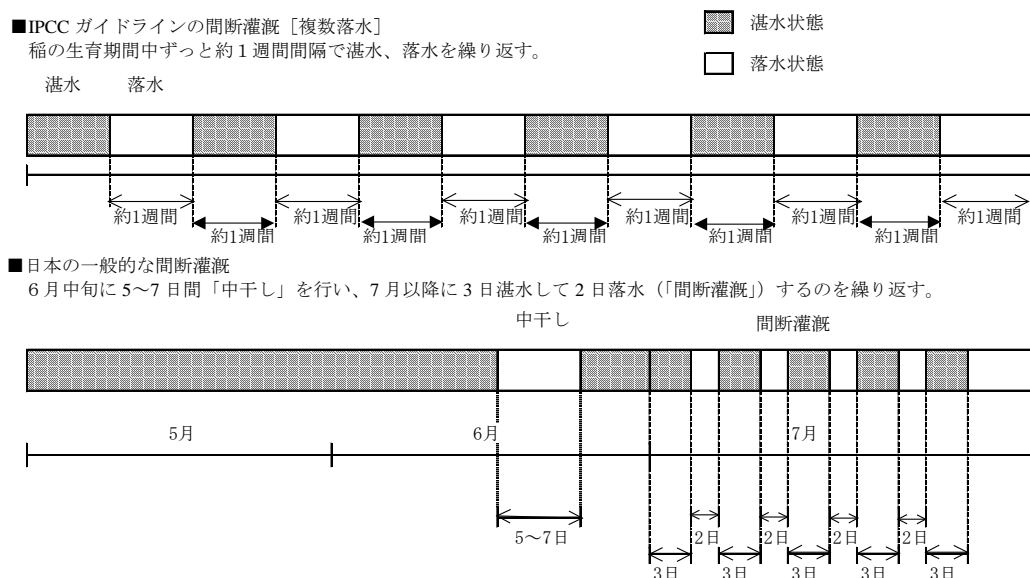 ■IPCC ガイドラインの間断灌漑［複数落水］
稲の生育期間中ずっと約１週間間隔で湛水、落水を繰り返す。
湛水状態
落水状態
湛水 落水
約1週間 約1週間 約1週間 約1週間 約1週間 約1週間
約1週間 約1週間 約1週間 約1週間 約1週間
■日本の一般的な間断灌漑
６月中旬に 5～7 日間「中干し」を行い、７月以降に 3 日湛水して 2 日落水（「間断灌漑」）するのを繰り返す。
中干し 間断灌漑
5月 6月 7月
5～7日 2日 2日 2日 2日
3日 3日 3日 3日 3日